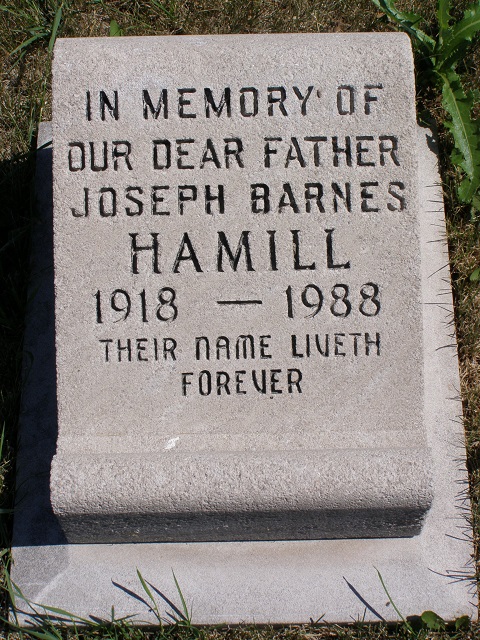 IN MEMORY OF
OUR DEAR FATHER
JOSEPH BARNES
HAMILL
1918 — 1988
THEIR NAME LIVETH
FOREVER